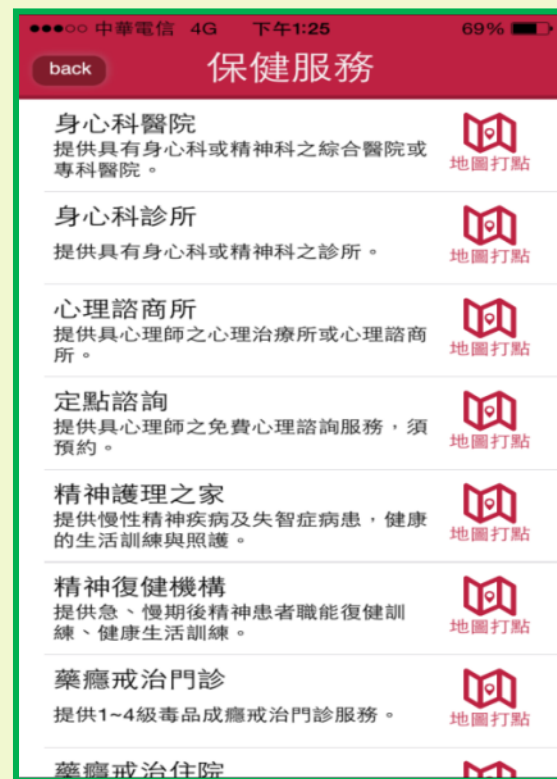 中華電信 4G 下午1:25 69%
back 保健服務
身心科醫院
提供具有身心科或精神科之綜合醫院或
專科醫院。
地圖打點
身心科診所
提供具有身心科或精神科之診所。
地圖打點
心理諮商所
提供具心理師之心理治療所或心理諮商
所。
地圖打點
定點諮詢
提供具心理師之免費心理諮詢服務，須
預約。
地圖打點
精神護理之家
提供慢性精神疾病及失智症病患，健康
的生活訓練與照護。
地圖打點
精神復健機構
提供急、慢期後精神患者職能復健訓
練、健康生活訓練。
地圖打點
藥癮戒治門診
提供1~4級毒品成癮戒治門診服務。
地圖打點
藥癮戒治住院